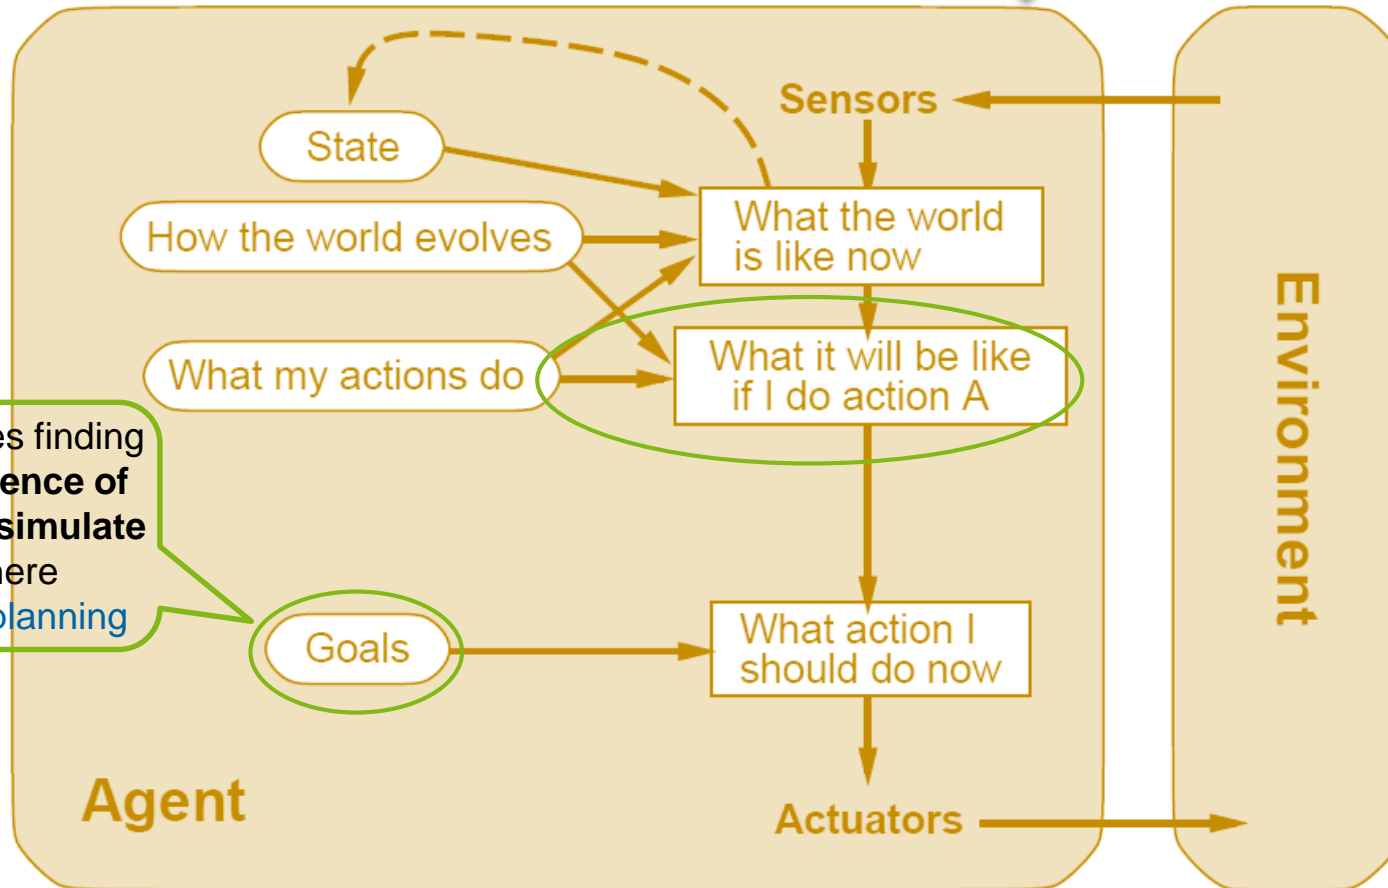 Sensors
State
What the world
is like now
How the world evolves
What it will be like
if I do action A
What my actions do
es finding
ence of
simulate
here
planning
Goals
What action I
should do now
Agent
Actuators
Environment